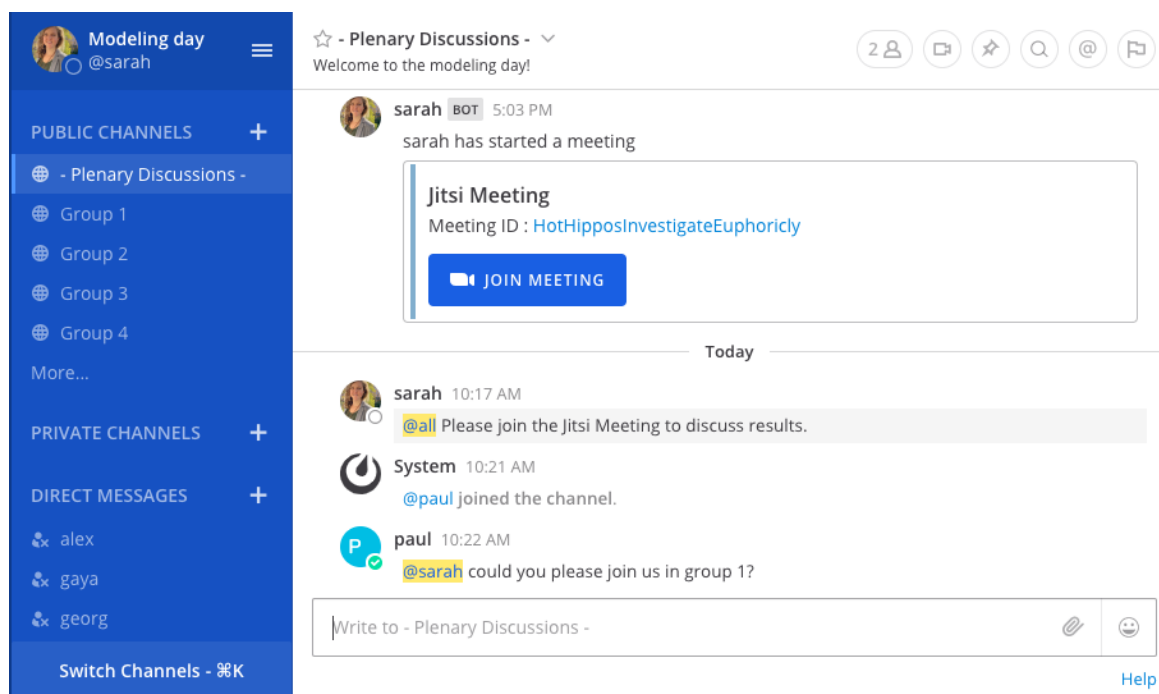 Modeling day
@sarah
PUBLIC CHANNELS +
- Plenary Discussions -
Group 1
Group 2
Group 3
Group 4
More...
PRIVATE CHANNELS +
DIRECT MESSAGES +
alex
gaya
georg
Switch Channels - ⌘K
- Plenary Discussions -
Welcome to the modeling day!
2
@
sarah BOT 5:03 PM
sarah has started a meeting
Jitsi Meeting
Meeting ID : HotHipposInvestigateEuphoricly
JOIN MEETING
Today
sarah 10:17 AM
@all Please join the Jitsi Meeting to discuss results.
System 10:21 AM
@paul joined the channel.
P
paul 10:22 AM
@sarah could you please join us in group 1?
Write to - Plenary Discussions -
Help